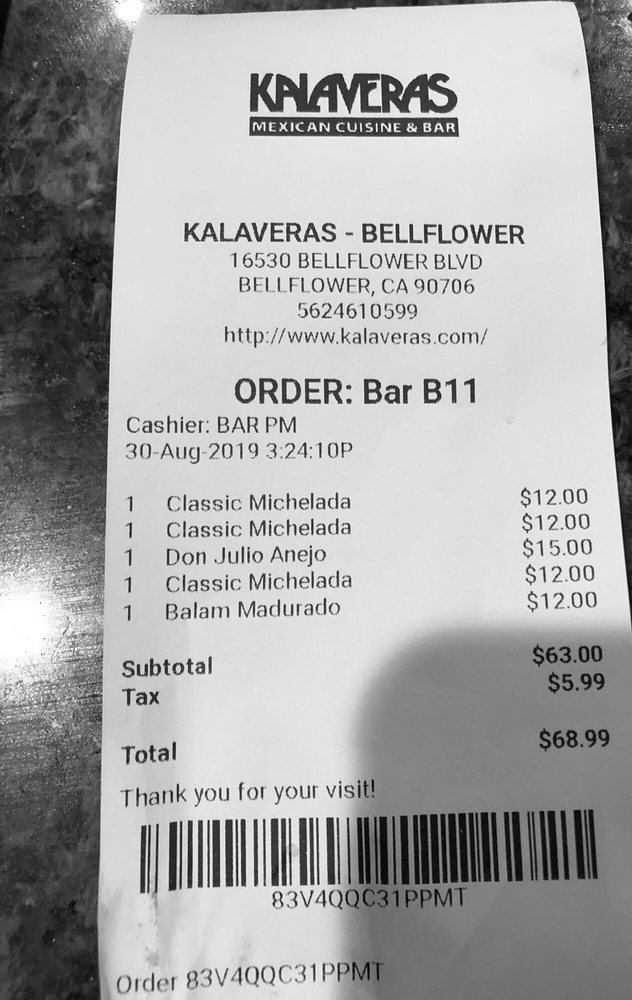 KALAVERAS
MEXICAN CUISINE & BAR
KALAVERAS - BELLFLOWER
16530 BELLFLOWER BLVD
BELLFLOWER, CA 90706
5624610599
http://www.kalaveras.com/
ORDER: Bar B11
Cashier: BAR PM
30-Aug-2019 3:24:10P
1 Classic Michelada $12.00
1 Classic Michelada $12.00
1 Don Julio Anejo $15.00
1 Classic Michelada $12.00
1 Balam Madurado $12.00
Subtotal $63.00
Tax $5.99
Total $68.99
Thank you for your visit!
83V4QQC31PPMT
Order 83V4QQC31PPMT